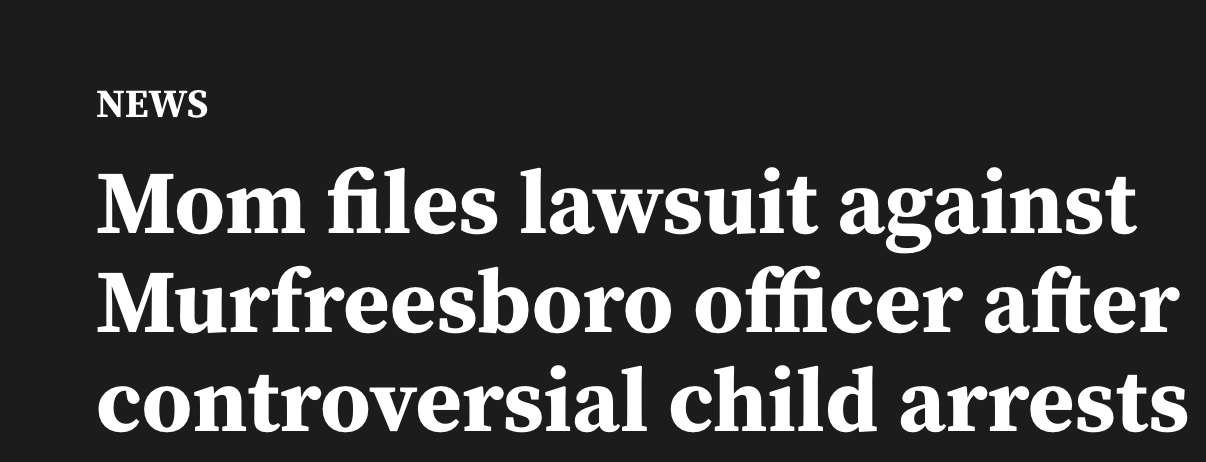 NEWS
Mom files lawsuit against
Murfreesboro officer after
controversial child arrests